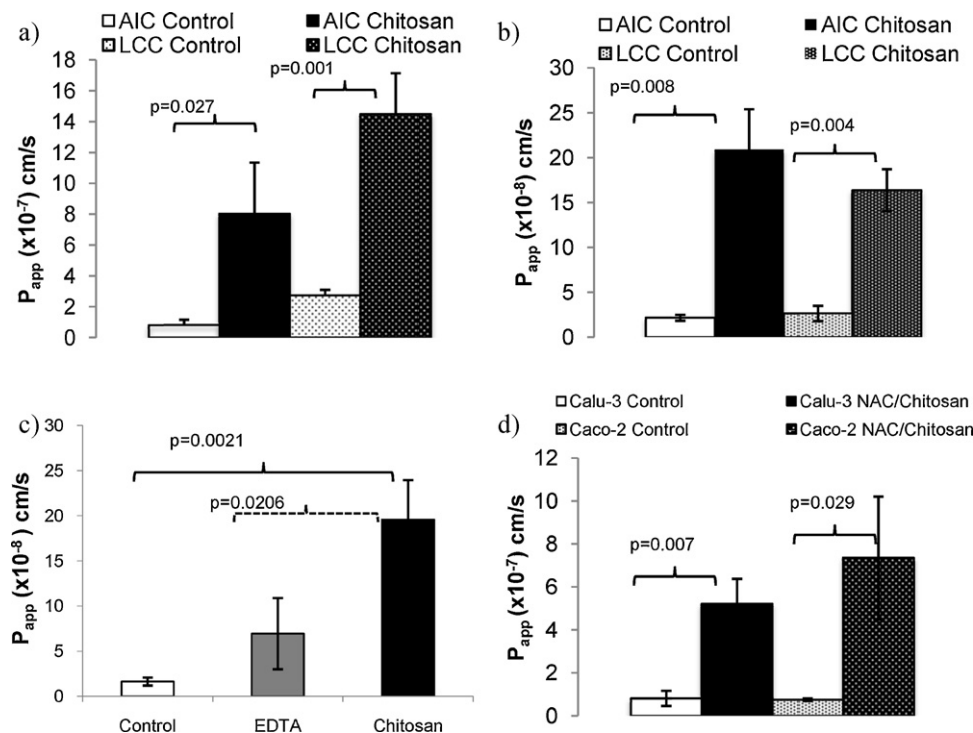 a)
AIC Control AIC Chitosan
LCC Control LCC Chitosan
18
16
14
12
10
8
6
4
2
0
Papp (x10-7) cm/s
p=0.027
p=0.001
b)
AIC Control AIC Chitosan
LCC Control LCC Chitosan
30
25
20
15
10
5
0
Papp (x10-8) cm/s
p=0.008
p=0.004
c)
30
25
20
15
10
5
0
Papp (x10-8) cm/s
p=0.0021
p=0.0206
Control EDTA Chitosan
d)
Calu-3 Control Calu-3 NAC/Chitosan
Caco-2 Control Caco-2 NAC/Chitosan
12
10
8
6
4
2
0
Papp (x10-7) cm/s
p=0.007
p=0.029